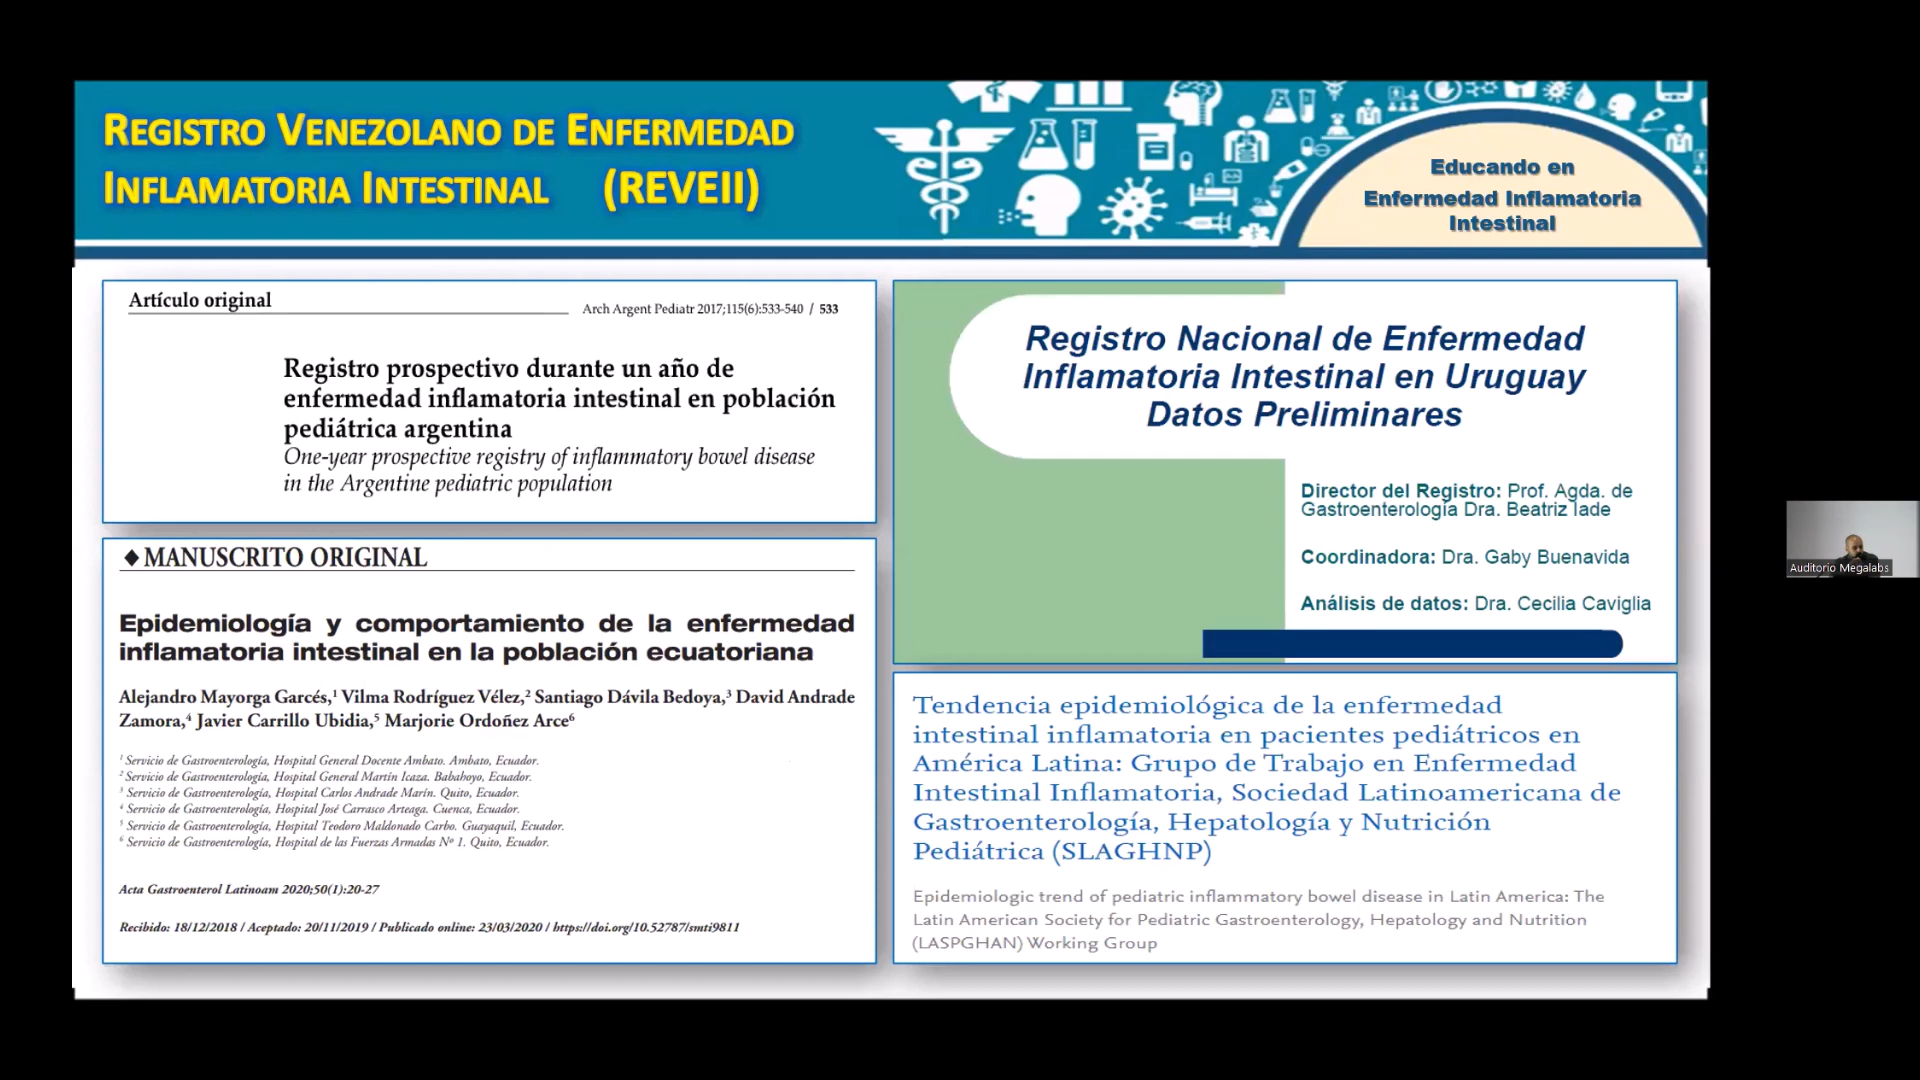 REGISTRO VENEZOLANO DE ENFERMEDAD
INFLAMATORIA INTESTINAL (REVEII)
Educando en
Enfermedad Inflamatoria
Intestinal
Artículo original
Arch Argent Pediatr 2017;115(6):533-540 / 533
Registro prospectivo durante un año de
enfermedad inflamatoria intestinal en población
pediátrica argentina
One-year prospective registry of inflammatory bowel disease
in the Argentine pediatric population
◆ MANUSCRITO ORIGINAL
Epidemiología y comportamiento de la enfermedad
inflamatoria intestinal en la población ecuatoriana
Alejandro Mayorga Garcés,¹ Vilma Rodríguez Vélez,² Santiago Dávila Bedoya,³ David Andrade
Zamora,⁴ Javier Carrillo Ubidia,⁵ Marjorie Ordoñez Arce⁶
¹ Servicio de Gastroenterología, Hospital General Docente Ambato. Ambato, Ecuador.
² Servicio de Gastroenterología, Hospital General Martín Icaza. Babahoyo, Ecuador.
³ Servicio de Gastroenterología, Hospital Carlos Andrade Marín. Quito, Ecuador.
⁴ Servicio de Gastroenterología, Hospital José Carrasco Arteaga. Cuenca, Ecuador.
⁵ Servicio de Gastroenterología, Hospital Teodoro Maldonado Carbo. Guayaquil, Ecuador.
⁶ Servicio de Gastroenterología, Hospital de las Fuerzas Armadas Nº 1. Quito, Ecuador.
Acta Gastroenterol Latinoam 2020;50(1):20-27
Recibido: 18/12/2018 / Aceptado: 20/11/2019 / Publicado online: 23/03/2020 / https://doi.org/10.52787/smti9811
Registro Nacional de Enfermedad
Inflamatoria Intestinal en Uruguay
Datos Preliminares
Director del Registro: Prof. Agda. de
Gastroenterología Dra. Beatriz Iade
Coordinadora: Dra. Gaby Buenavida
Análisis de datos: Dra. Cecilia Caviglia
Tendencia epidemiológica de la enfermedad
intestinal inflamatoria en pacientes pediátricos en
América Latina: Grupo de Trabajo en Enfermedad
Intestinal Inflamatoria, Sociedad Latinoamericana de
Gastroenterología, Hepatología y Nutrición
Pediátrica (SLAGHNP)
Epidemiologic trend of pediatric inflammatory bowel disease in Latin America: The
Latin American Society for Pediatric Gastroenterology, Hepatology and Nutrition
(LASPGHAN) Working Group
Auditorio Megalabs